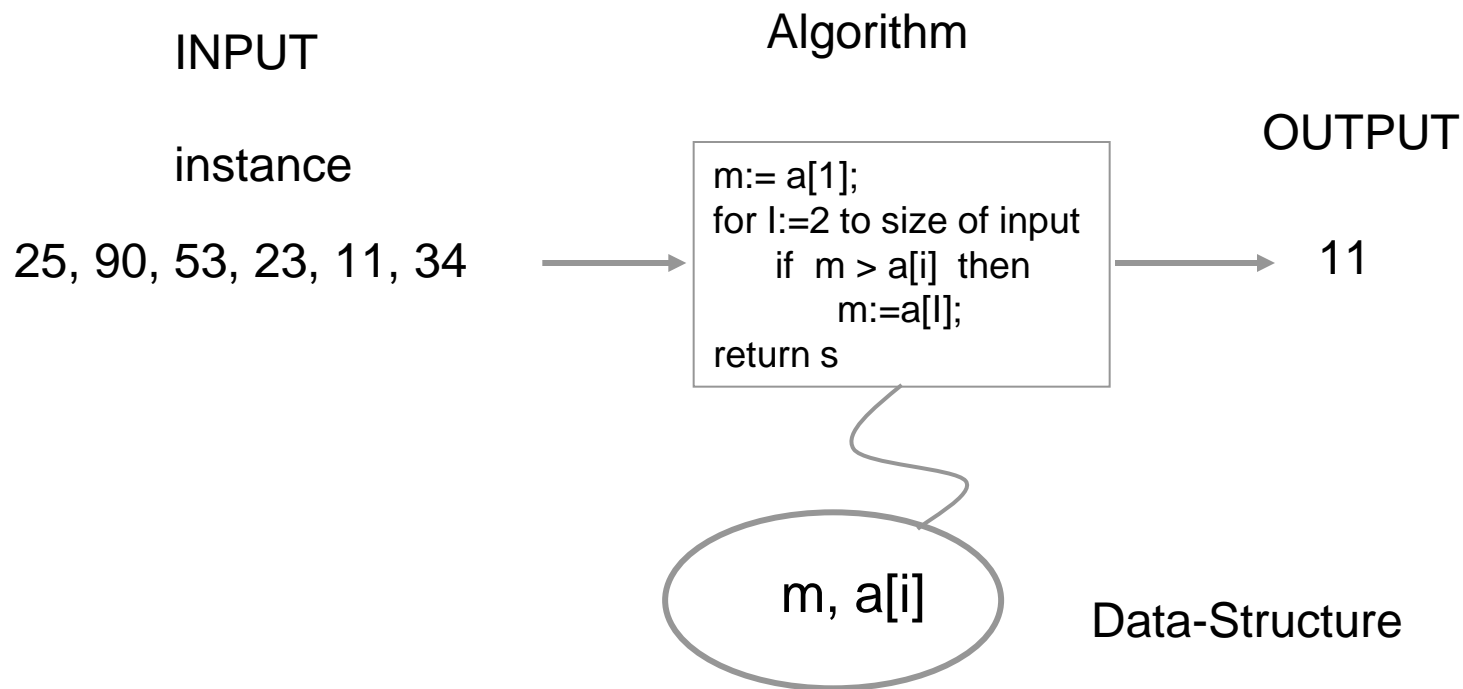 INPUT
Algorithm
instance
OUTPUT
25, 90, 53, 23, 11, 34
m:= a[1];
for I:=2 to size of input
if m > a[i] then
m:=a[I];
return s
11
m, a[i]
Data-Structure